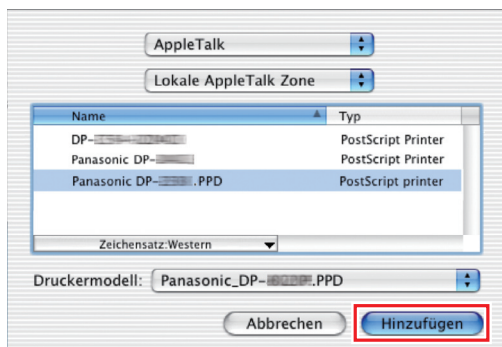 AppleTalk
Lokale AppleTalk Zone
Name Typ
DP- PostScript Printer
Panasonic DP- PostScript Printer
Panasonic DP- .PPD PostScript printer
Zeichensatz:Western
Druckermodell: Panasonic_DP- .PPD
Abbrechen Hinzufügen